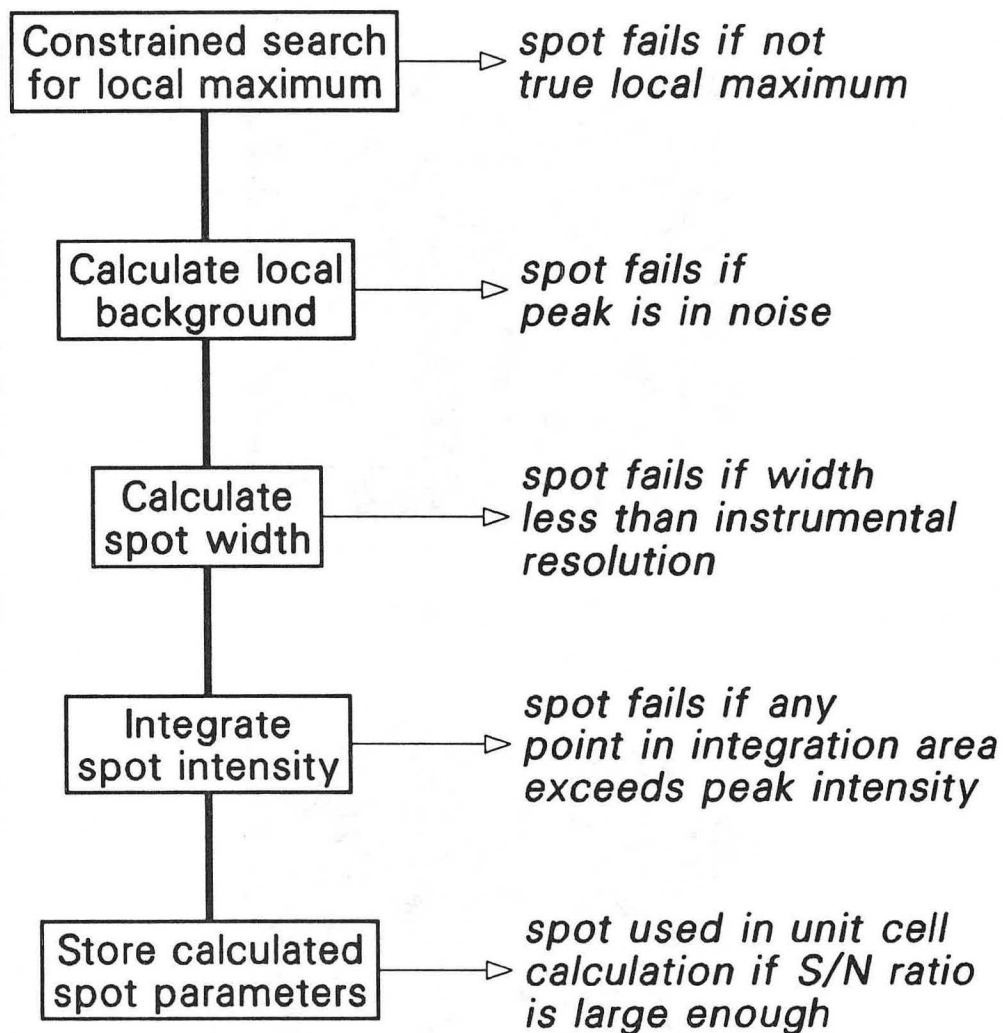 Constrained search
for local maximum
spot fails if not
true local maximum
Calculate local
background
spot fails if
peak is in noise
Calculate
spot width
spot fails if width
less than instrumental
resolution
Integrate
spot intensity
spot fails if any
point in integration area
exceeds peak intensity
Store calculated
spot parameters
spot used in unit cell
calculation if S/N ratio
is large enough